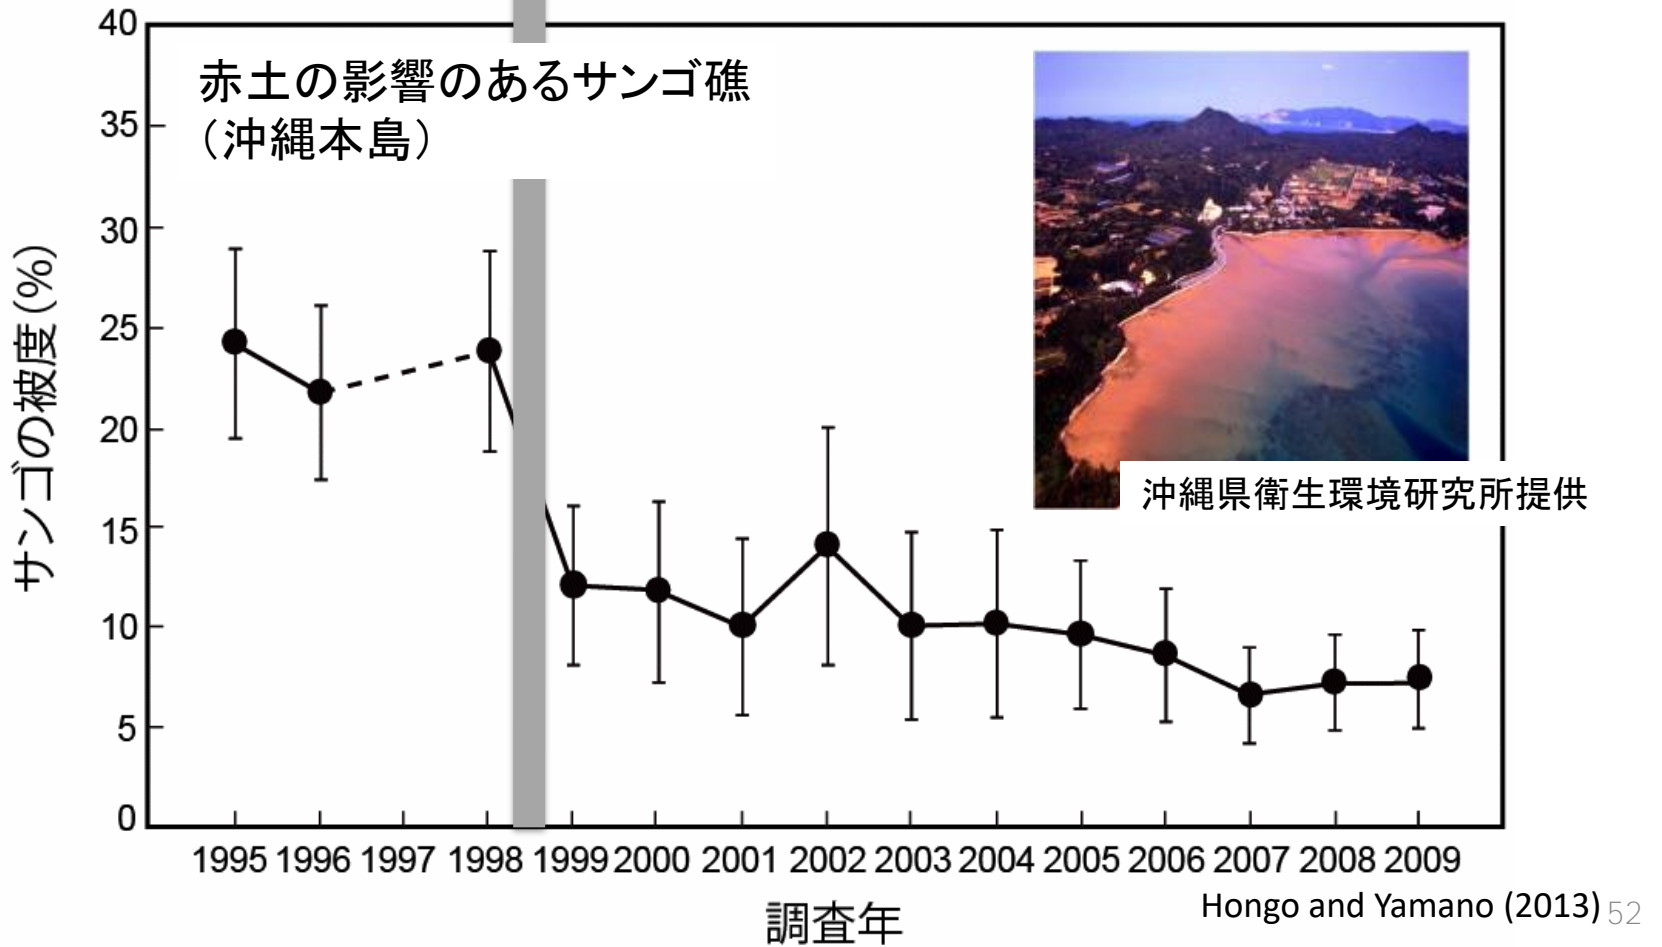 赤土の影響のあるサンゴ礁
（沖縄本島）
40
35
30
25
20
15
10
5
0
サンゴの被度(%)
沖縄県衛生環境研究所提供
1995 1996 1997 1998 1999 2000 2001 2002 2003 2004 2005 2006 2007 2008 2009
調査年
Hongo and Yamano (2013)
52